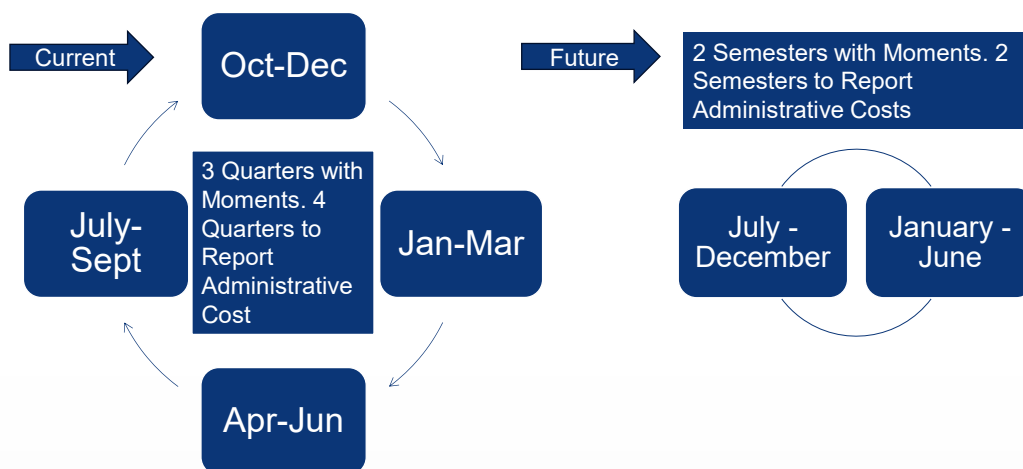 Current
Oct-Dec
3 Quarters with
Moments. 4
Quarters to
Report
Administrative
Cost
July-
Sept
Jan-Mar
Apr-Jun
Future
2 Semesters with Moments. 2
Semesters to Report
Administrative Costs
July -
December
January -
June